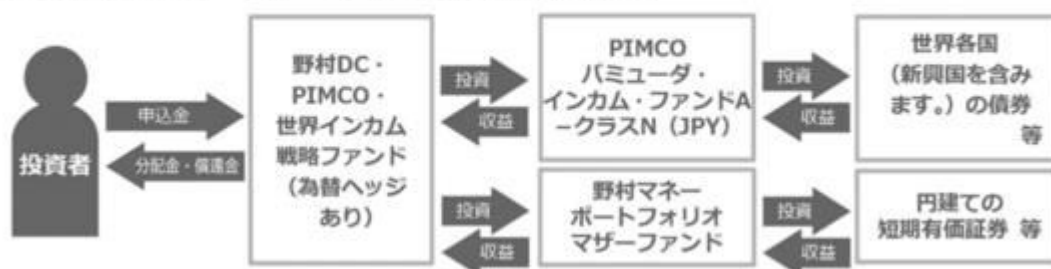 投資者
申込金
分配金・償還金
野村DC・
PIMCO・
世界インカム
戦略ファンド
（為替ヘッジ
あり）
投資
収益
PIMCO
バミューダ・
インカム・ファンドA
－クラスN（JPY）
投資
収益
世界各国
（新興国を含み
ます。）の債券
等
投資
収益
野村マネー
ポートフォリオ
マザーファンド
投資
収益
円建ての
短期有価証券 等